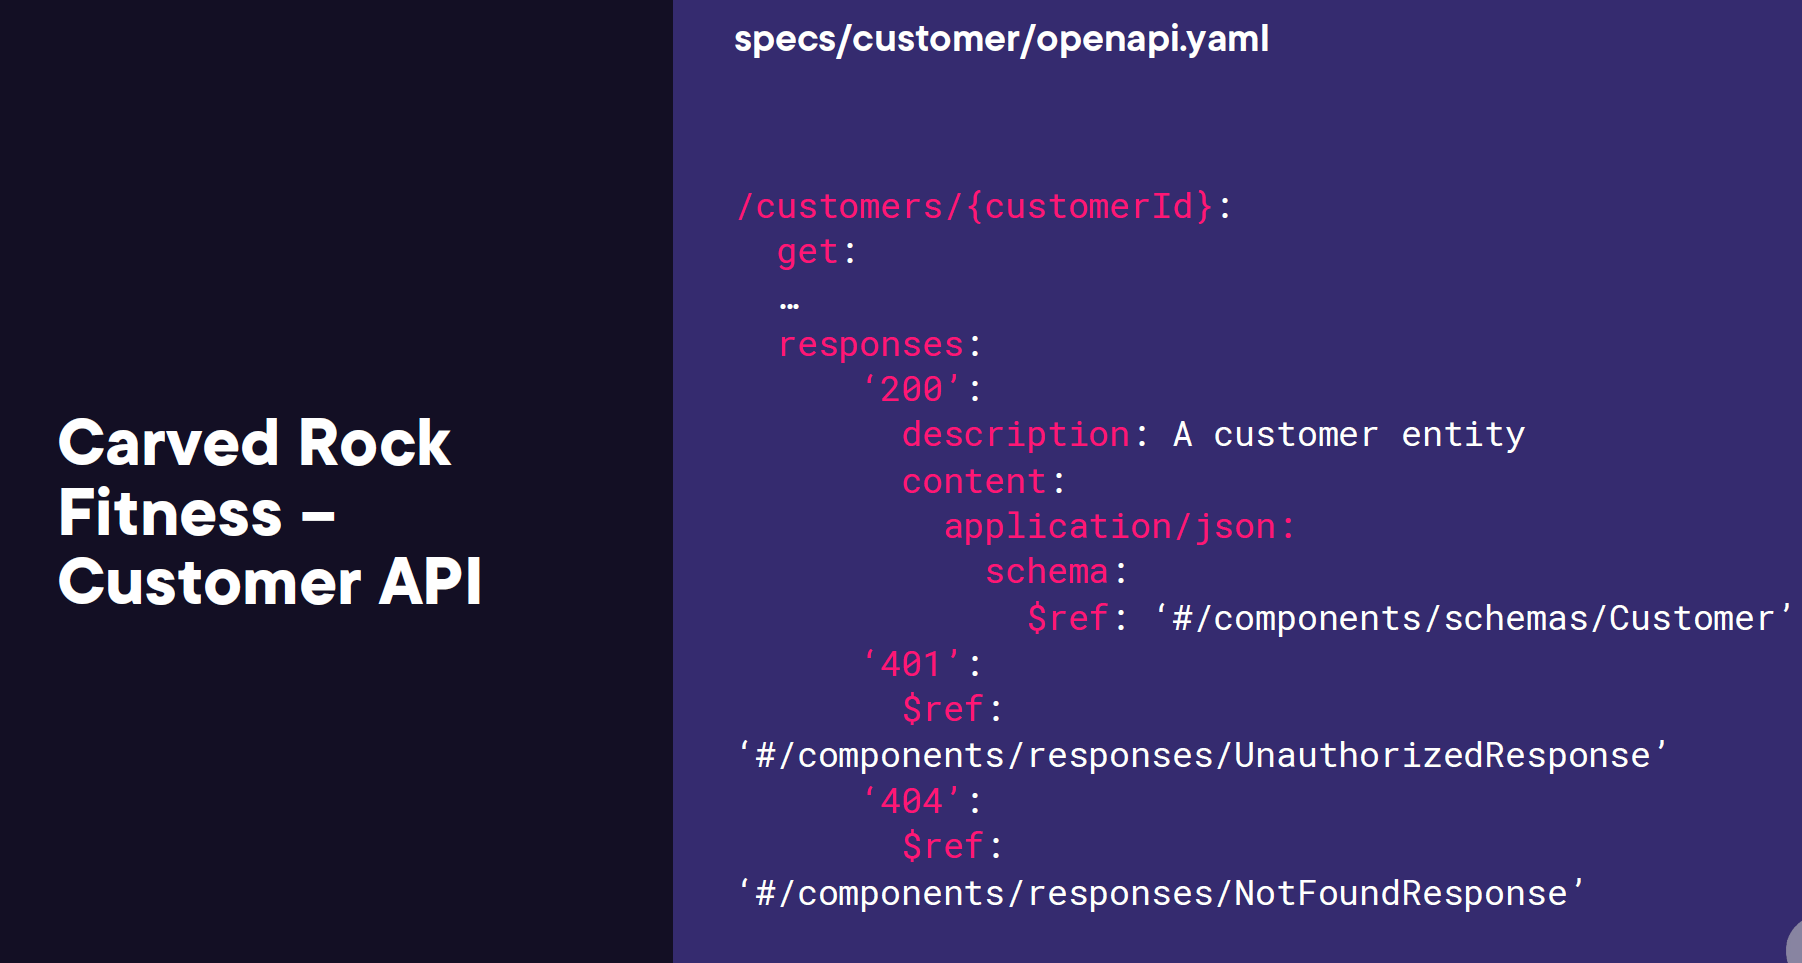 Carved Rock
Fitness –
Customer API
specs/customer/openapi.yaml
/customers/{customerId}:
get:
…
responses:
‘200’:
description: A customer entity
content:
application/json:
schema:
$ref: ‘#/components/schemas/Customer’
‘401’:
$ref:
‘#/components/responses/UnauthorizedResponse’
‘404’:
$ref:
‘#/components/responses/NotFoundResponse’